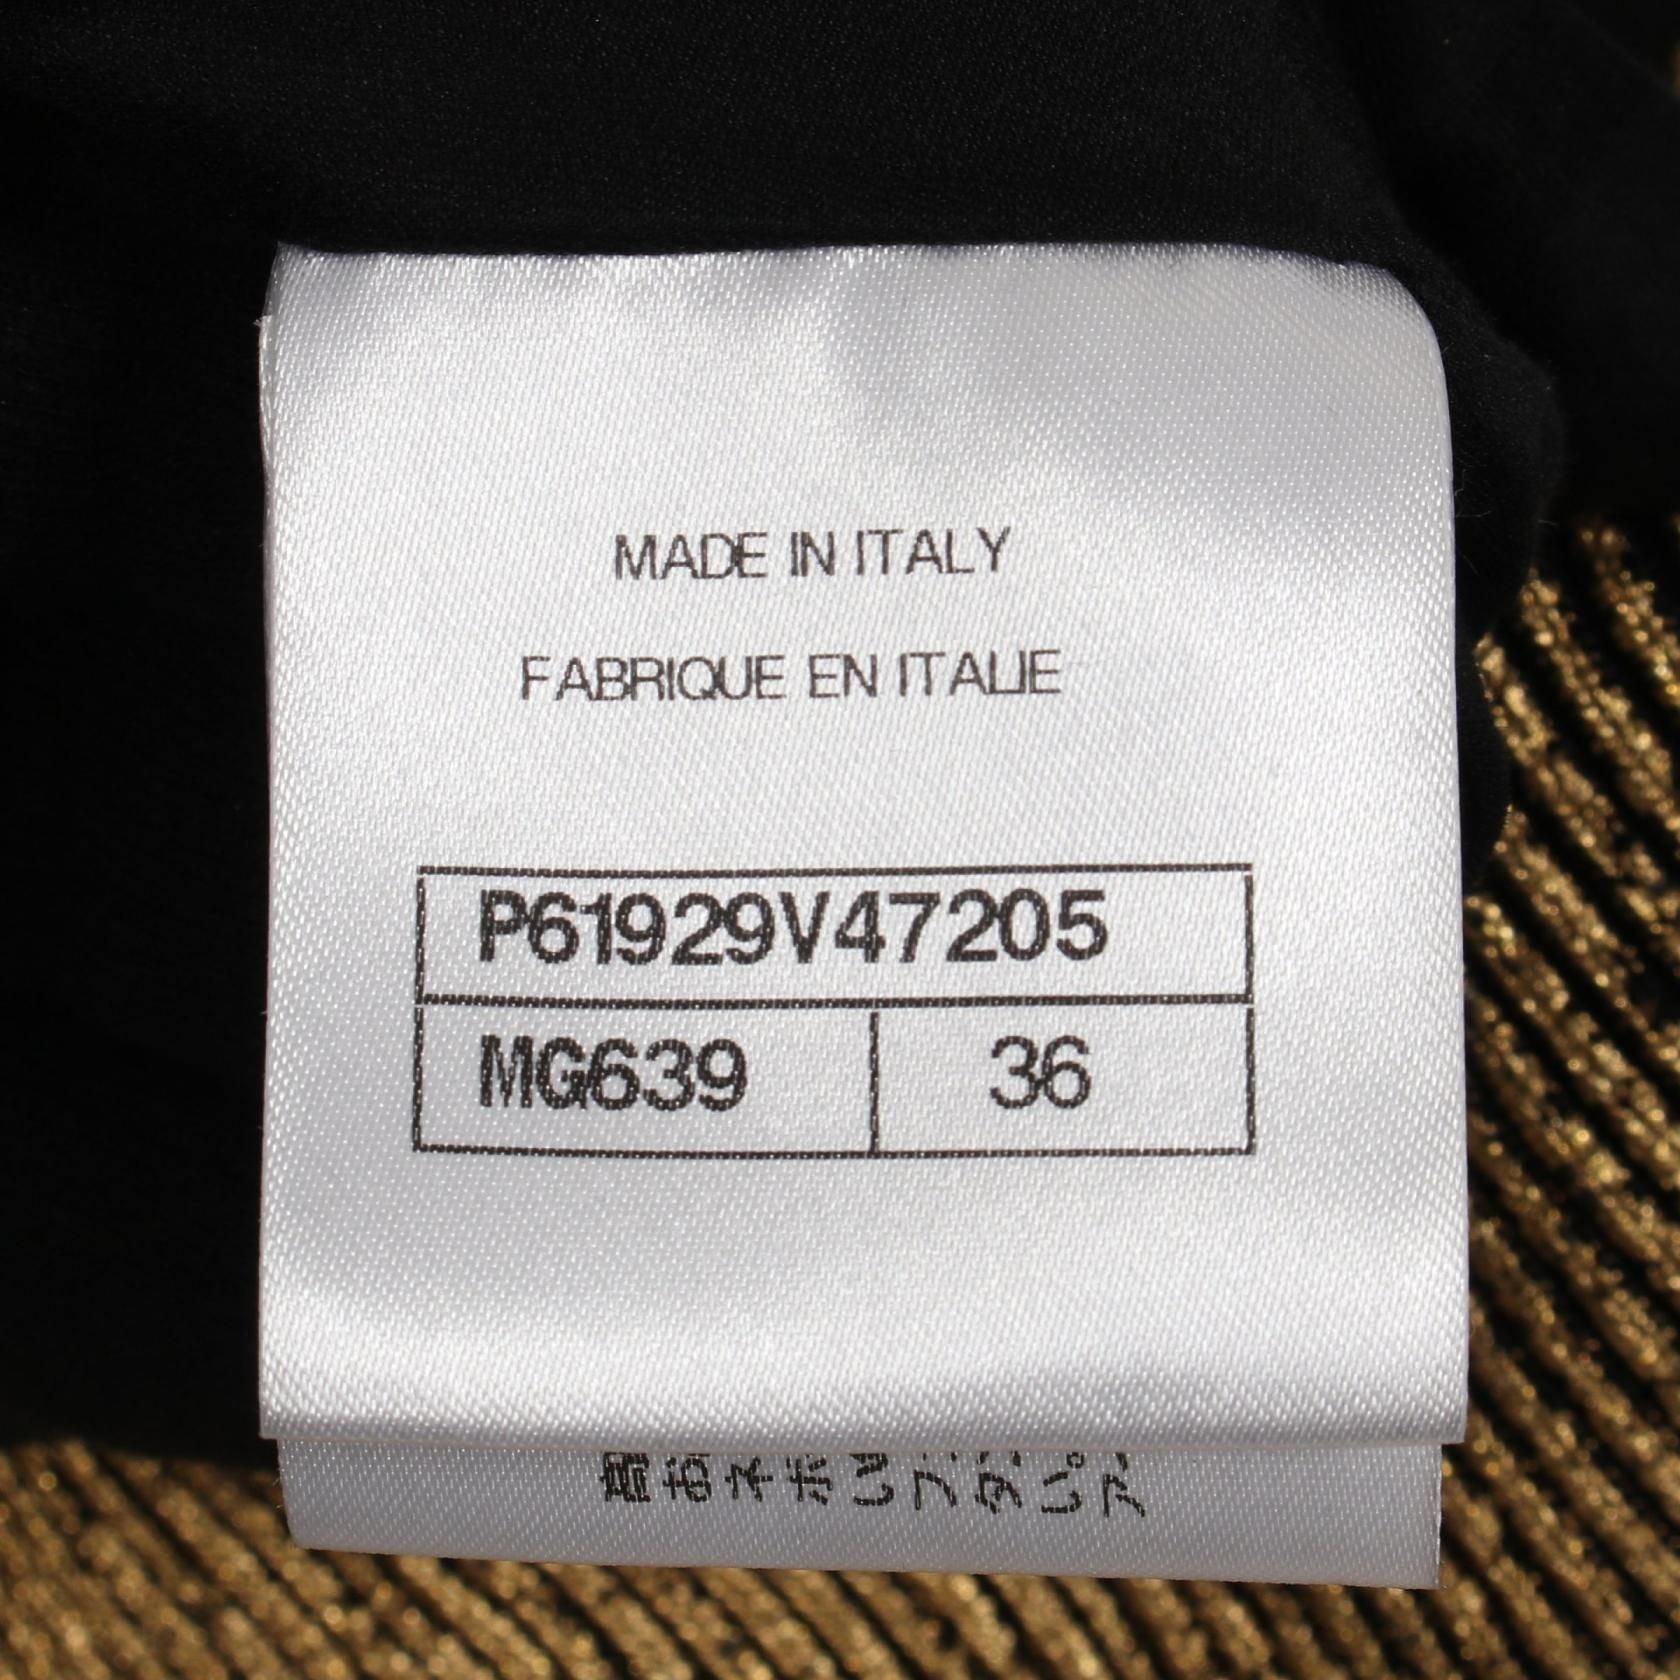 MADE IN ITALY
FABRIQUE EN ITALIE
P61929V47205
MG639 36